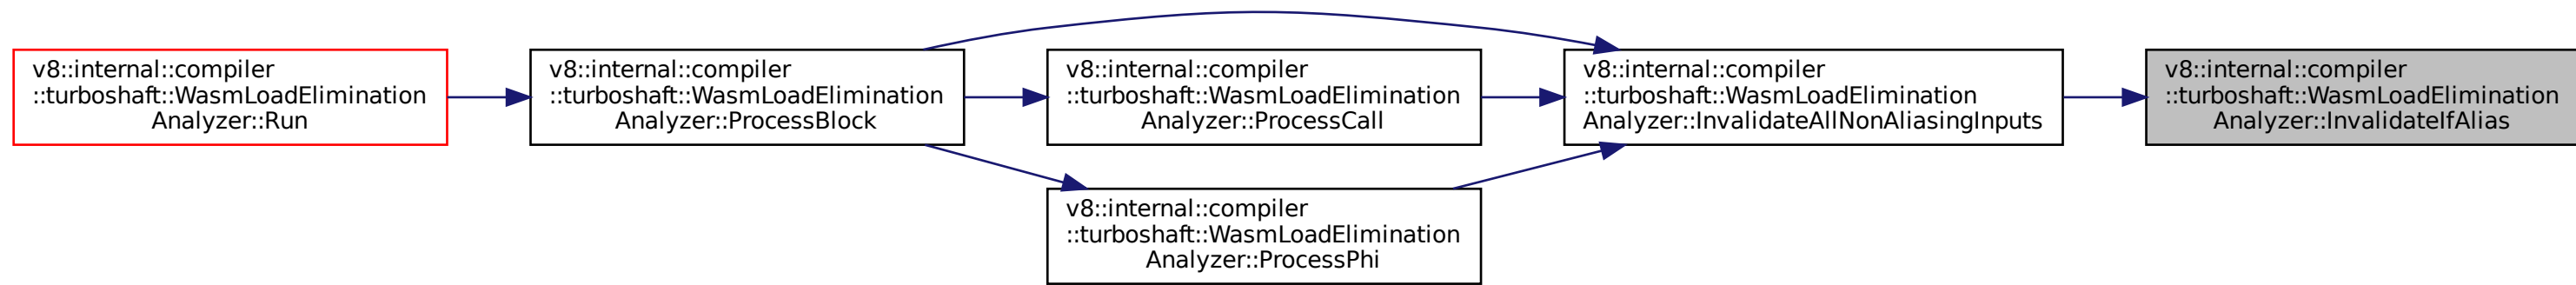 v8::internal::compiler
::turboshaft::WasmLoadElimination
Analyzer::Run
v8::internal::compiler
::turboshaft::WasmLoadElimination
Analyzer::ProcessBlock
v8::internal::compiler
::turboshaft::WasmLoadElimination
Analyzer::ProcessCall
v8::internal::compiler
::turboshaft::WasmLoadElimination
Analyzer::InvalidateAllNonAliasingInputs
v8::internal::compiler
::turboshaft::WasmLoadElimination
Analyzer::InvalidateIfAlias
v8::internal::compiler
::turboshaft::WasmLoadElimination
Analyzer::ProcessPhi